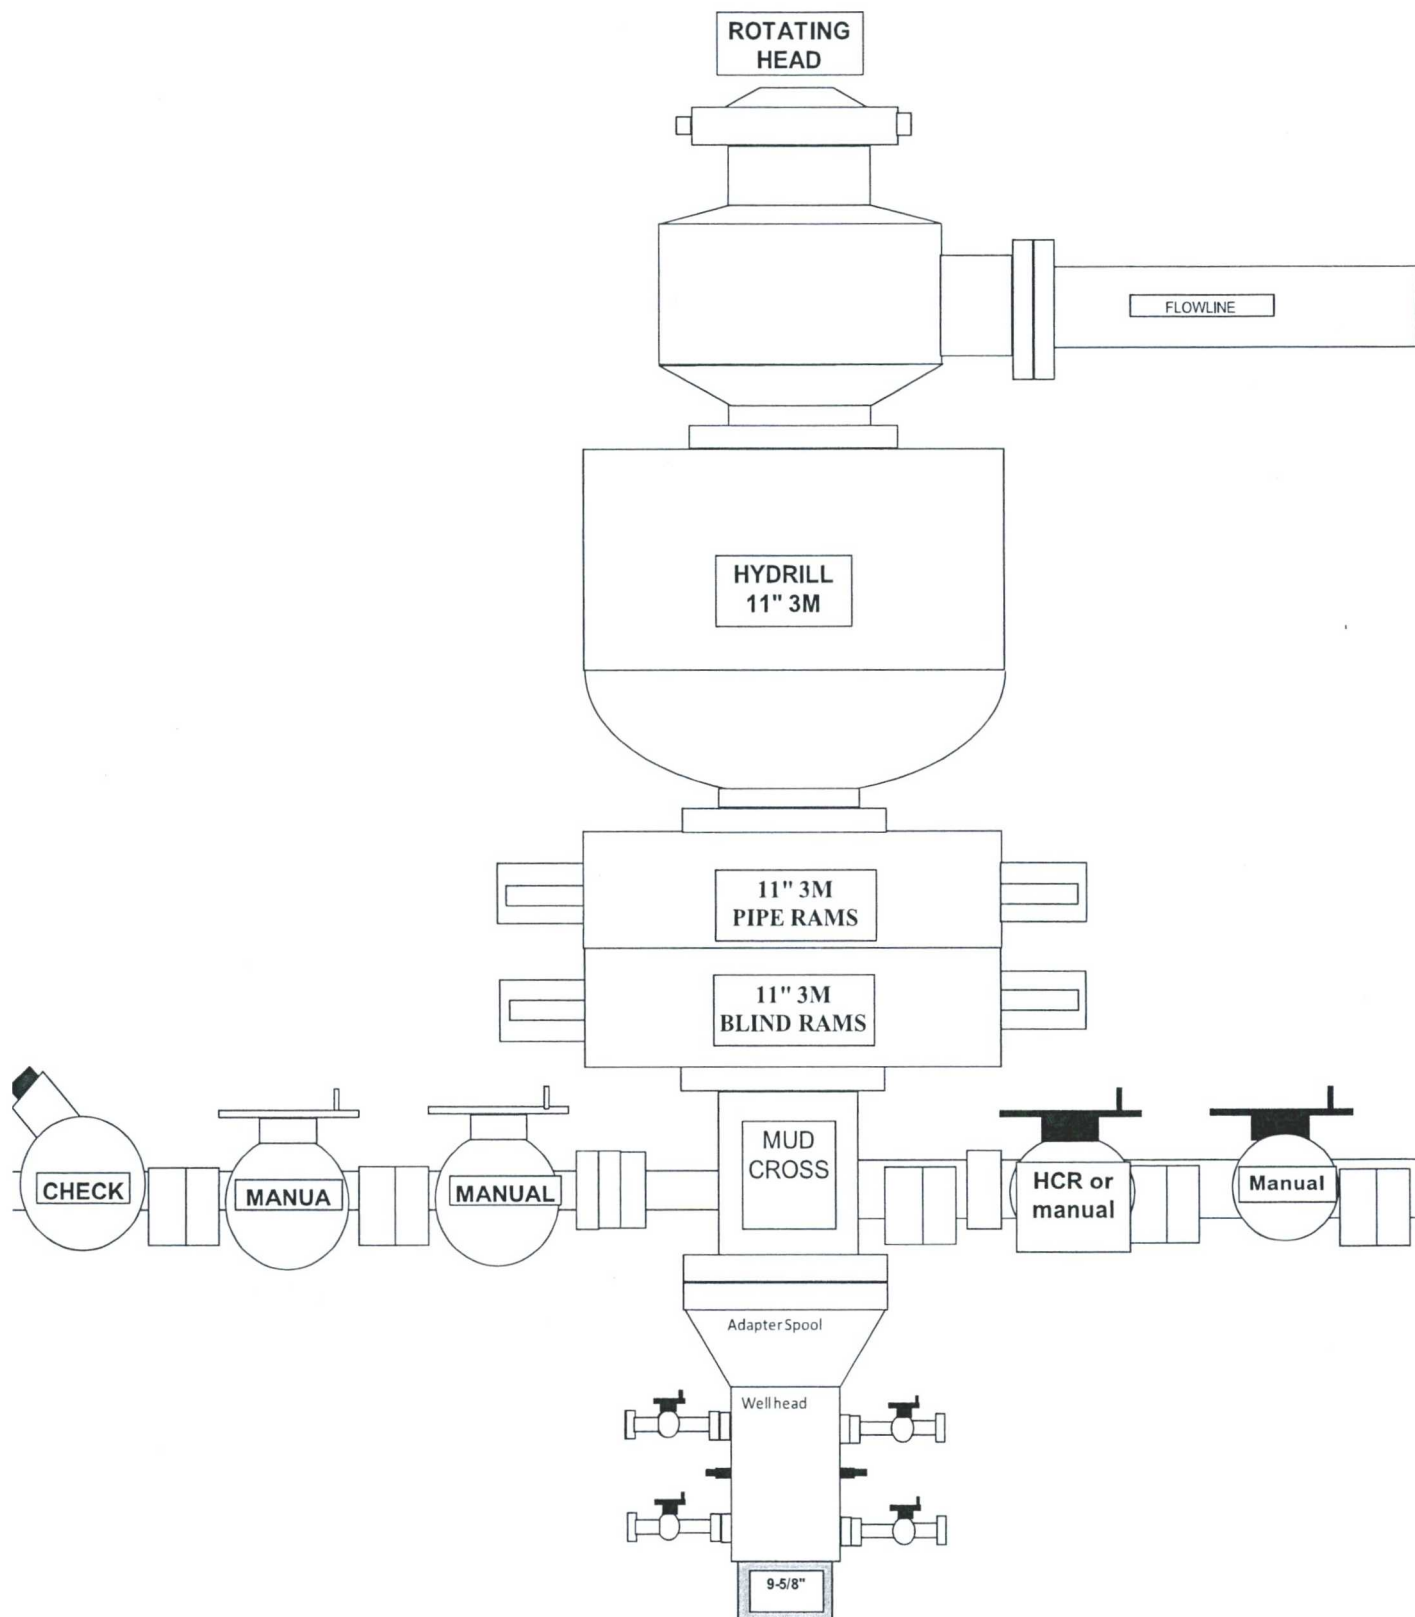 ROTATING
HEAD
FLOWLINE
HYDRILL
11" 3M
11" 3M
PIPE RAMS
11" 3M
BLIND RAMS
CHECK
MANUA
MANUAL
MUD
CROSS
HCR or
manual
Manual
Adapter Spool
Wellhead
9-5/8"